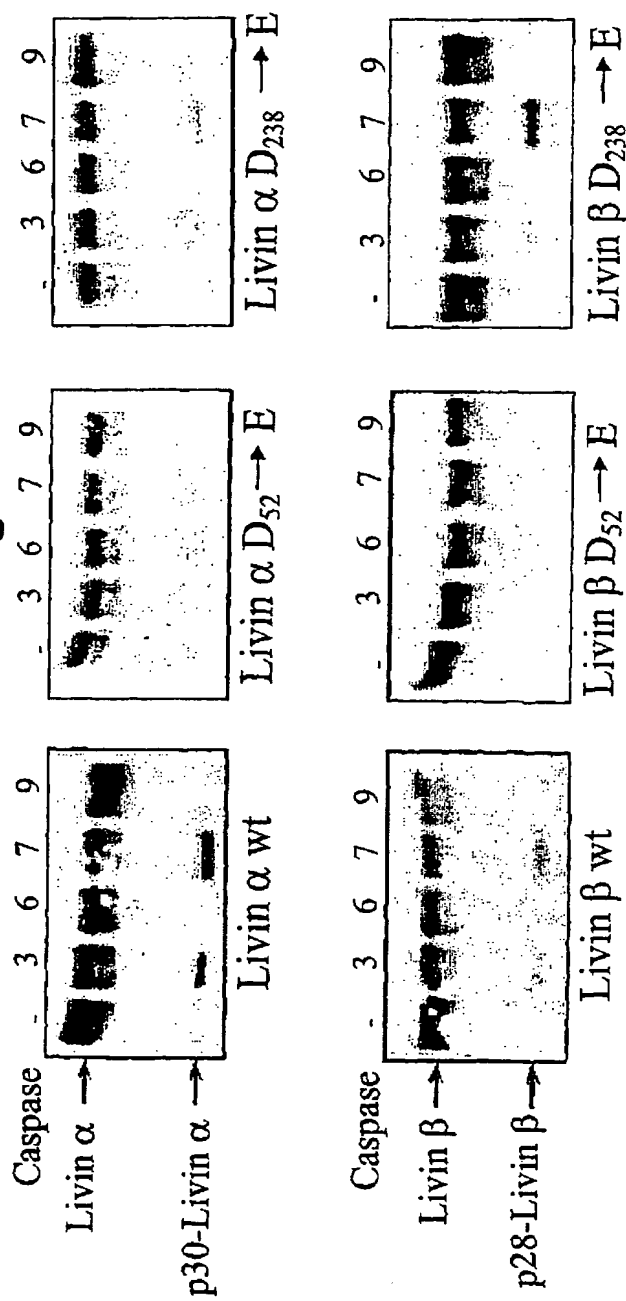 Caspase - 3 6 7 9 - 3 6 7 9 - 3 6 7 9
Livin α →
p30-Livin α →
Livin α wt Livin α D₅₂ → E Livin α D₂₃₈ → E
Caspase - 3 6 7 9 - 3 6 7 9 - 3 6 7 9
Livin β →
p28-Livin β →
Livin β wt Livin β D₅₂ → E Livin β D₂₃₈ → E